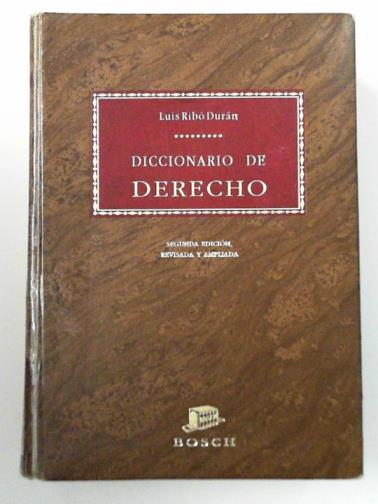 Luis Ribó Durán
DICCIONARIO DE
DERECHO
SEGUNDA EDICIÓN,
REVISADA Y AMPLIADA
BOSCH